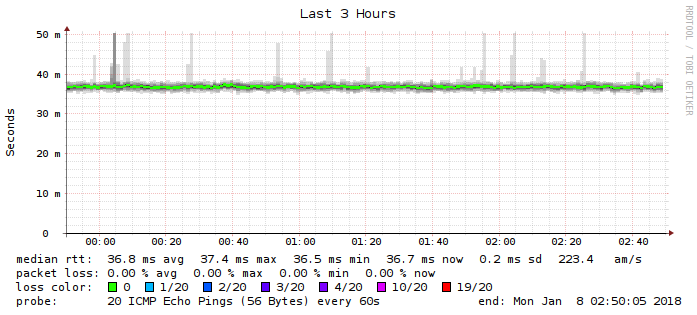 Last 3 Hours
RRDTOOL / TOBI OETIKER
Seconds
50 m
40 m
30 m
20 m
10 m
0
00:00 00:20 00:40 01:00 01:20 01:40 02:00 02:20 02:40
median rtt: 36.8 ms avg 37.4 ms max 36.5 ms min 36.7 ms now 0.2 ms sd 223.4 am/s
packet loss: 0.00 % avg 0.00 % max 0.00 % min 0.00 % now
loss color: 0 1/20 2/20 3/20 4/20 10/20 19/20
probe: 20 ICMP Echo Pings (56 Bytes) every 60s end: Mon Jan 8 02:50:05 2018